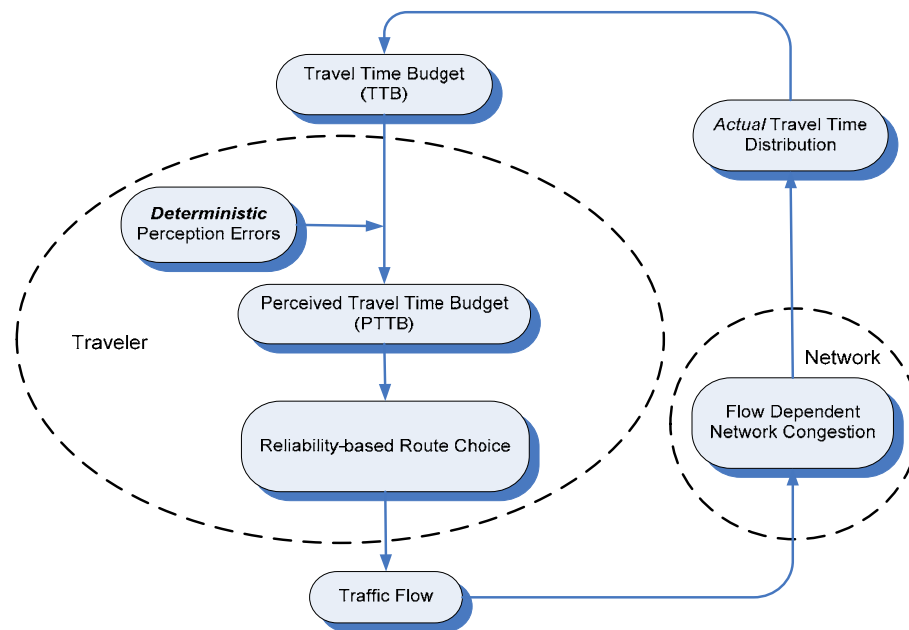 Travel Time Budget
(TTB)
Actual Travel Time
Distribution
Deterministic
Perception Errors
Perceived Travel Time Budget
(PTTB)
Traveler
Network
Flow Dependent
Network Congestion
Reliability-based Route Choice
Traffic Flow